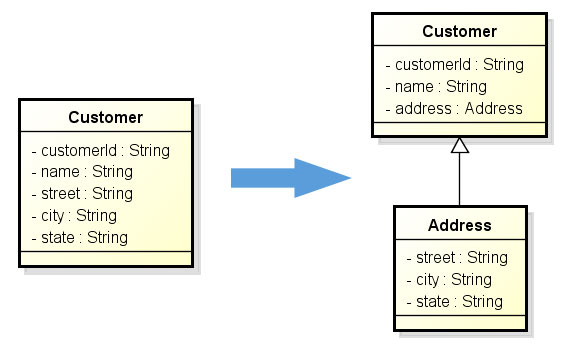 Customer
- customerId : String
- name : String
- street : String
- city : String
- state : String
Customer
- customerId : String
- name : String
- address : Address
Address
- street : String
- city : String
- state : String